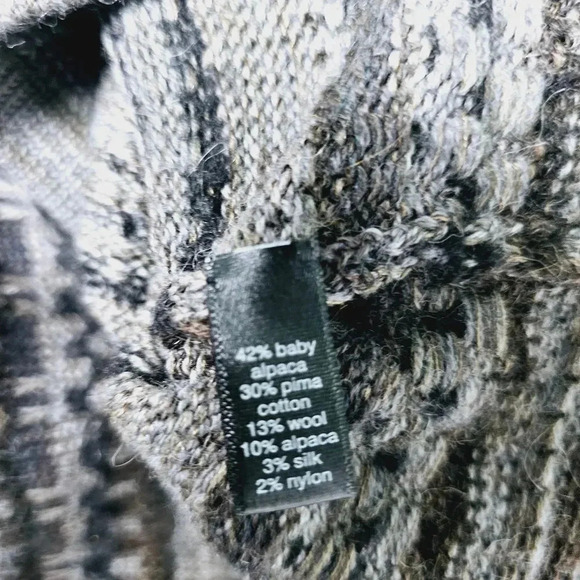 42% baby
alpaca
30% pima
cotton
13% wool
10% alpaca
3% silk
2% nylon